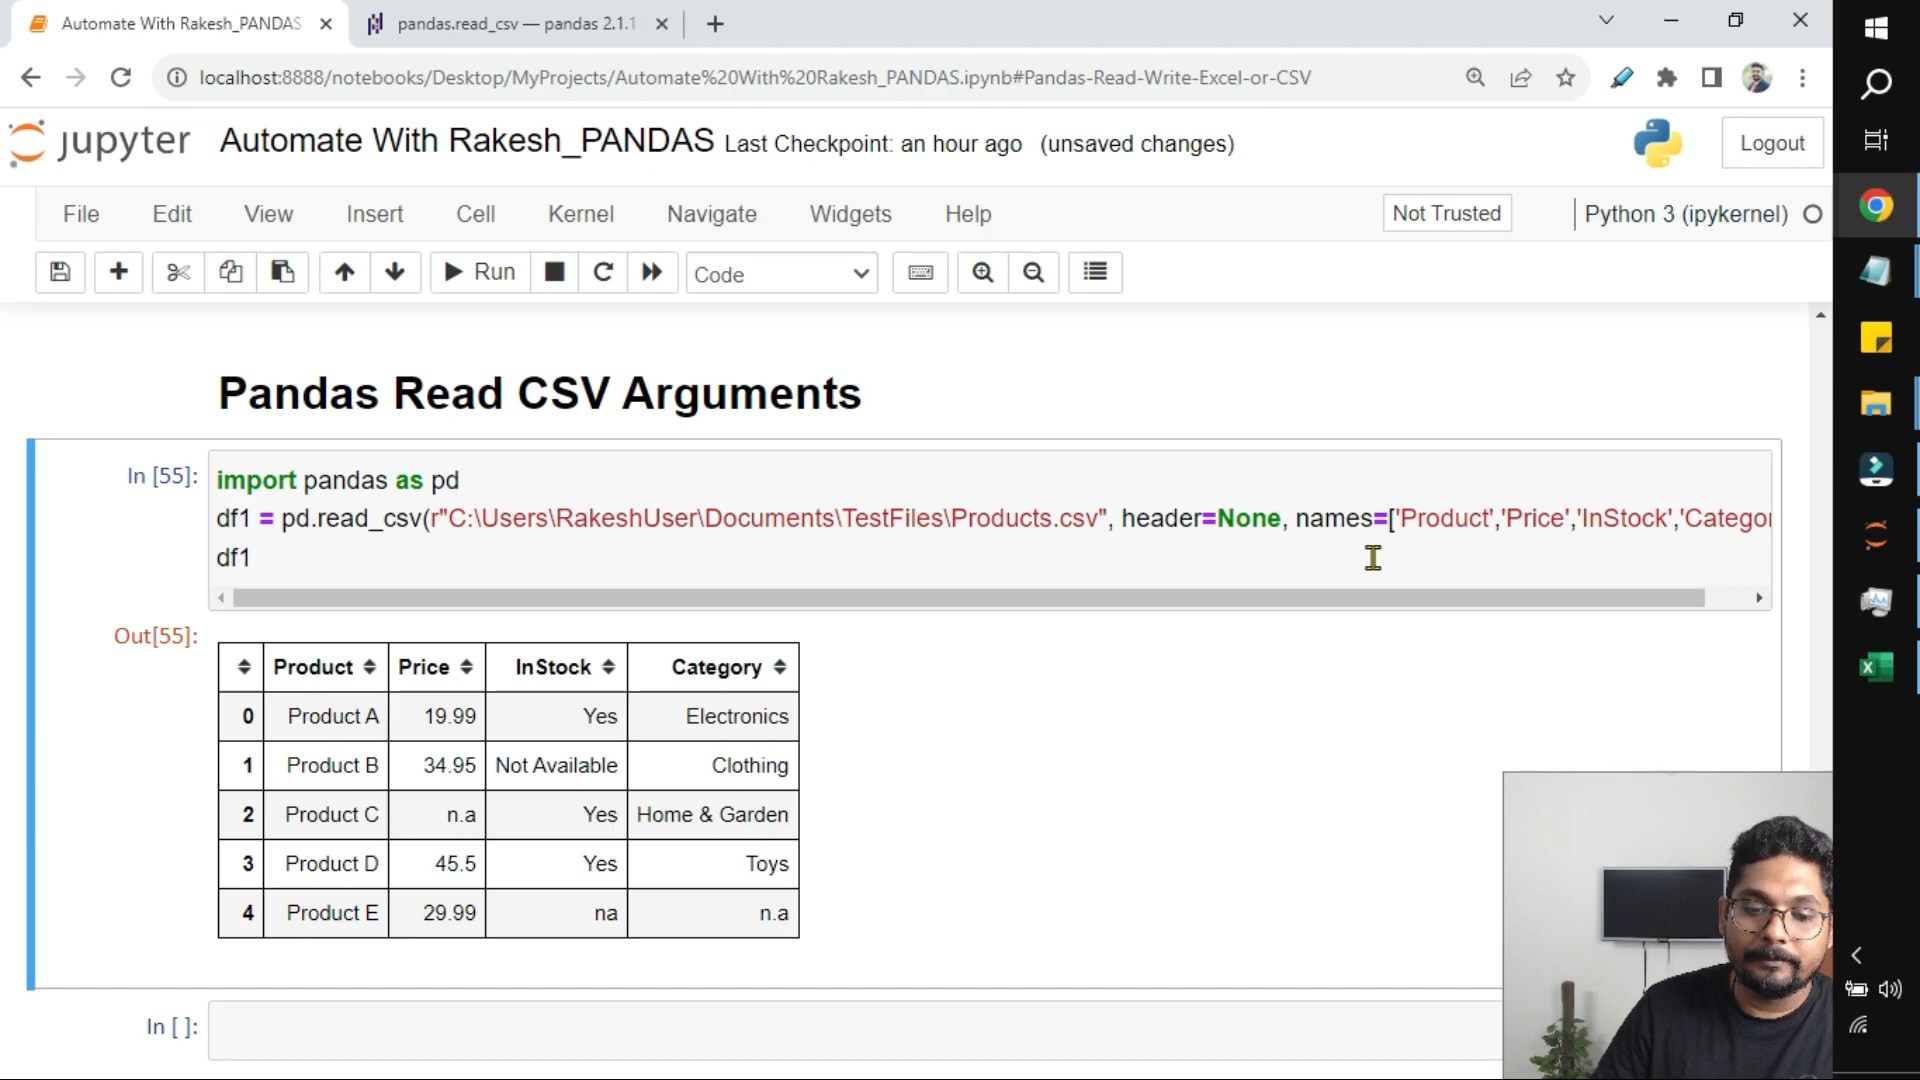 Automate With Rakesh_PANDAS
pandas.read_csv — pandas 2.1.1
localhost:8888/notebooks/Desktop/MyProjects/Automate%20With%20Rakesh_PANDAS.ipynb#Pandas-Read-Write-Excel-or-CSV
jupyter Automate With Rakesh_PANDAS Last Checkpoint: an hour ago (unsaved changes)
Logout
File Edit View Insert Cell Kernel Navigate Widgets Help Not Trusted Python 3 (ipykernel)
Run Code
Pandas Read CSV Arguments
In [55]: import pandas as pd
df1 = pd.read_csv(r"C:\Users\RakeshUser\Documents\TestFiles\Products.csv", header=None, names=['Product','Price','InStock','Categor
df1
Out[55]:
Product Price InStock Category
0 Product A 19.99 Yes Electronics
1 Product B 34.95 Not Available Clothing
2 Product C n.a Yes Home & Garden
3 Product D 45.5 Yes Toys
4 Product E 29.99 na n.a
In [ ]: